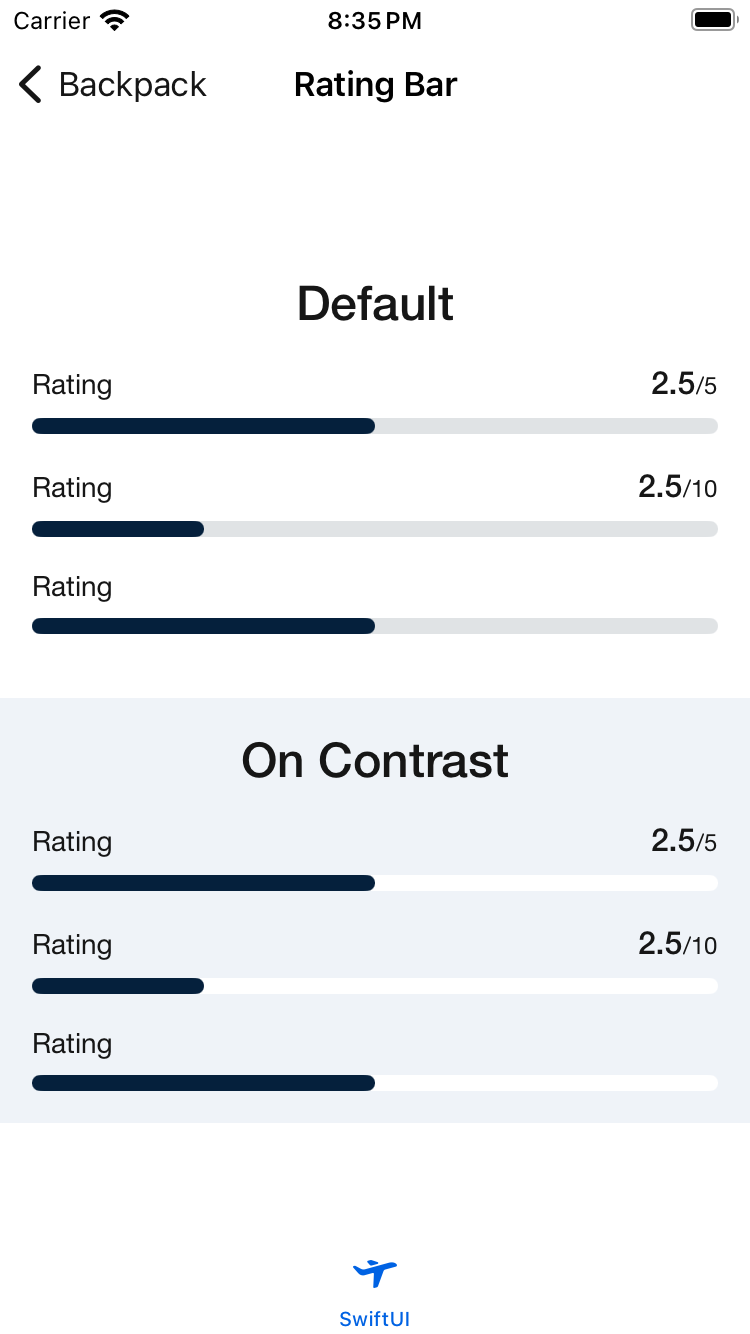 Carrier 8:35 PM
Backpack Rating Bar
Default
Rating 2.5/5
Rating 2.5/10
Rating
On Contrast
Rating 2.5/5
Rating 2.5/10
Rating
SwiftUI